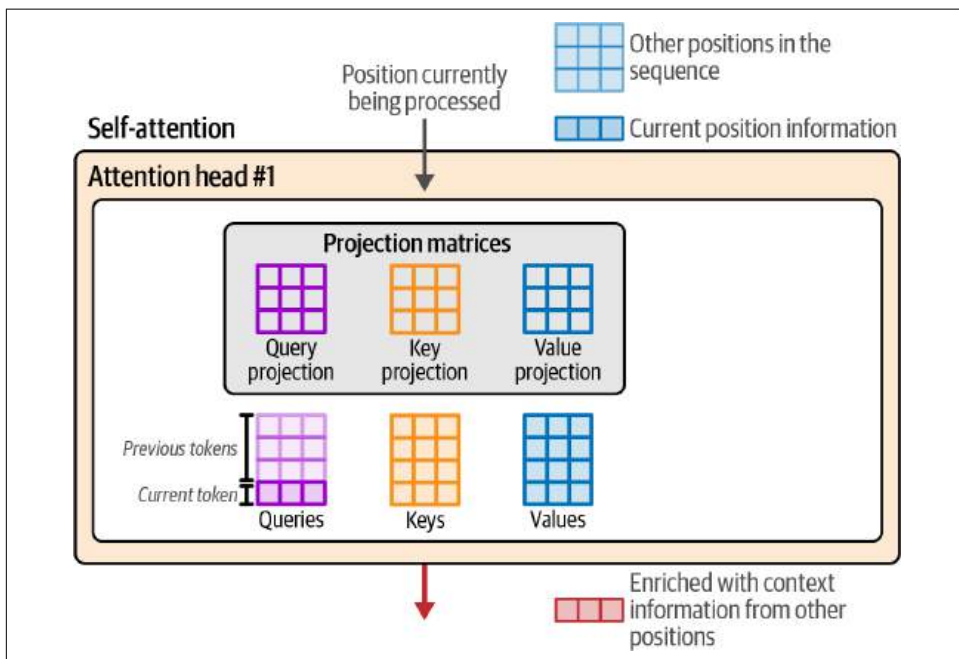 Other positions in the
sequence
Position currently
being processed
Current position information
Self-attention
Attention head #1
Projection matrices
Query
projection
Key
projection
Value
projection
Previous tokens
Current token
Queries
Keys
Values
Enriched with context
information from other
positions